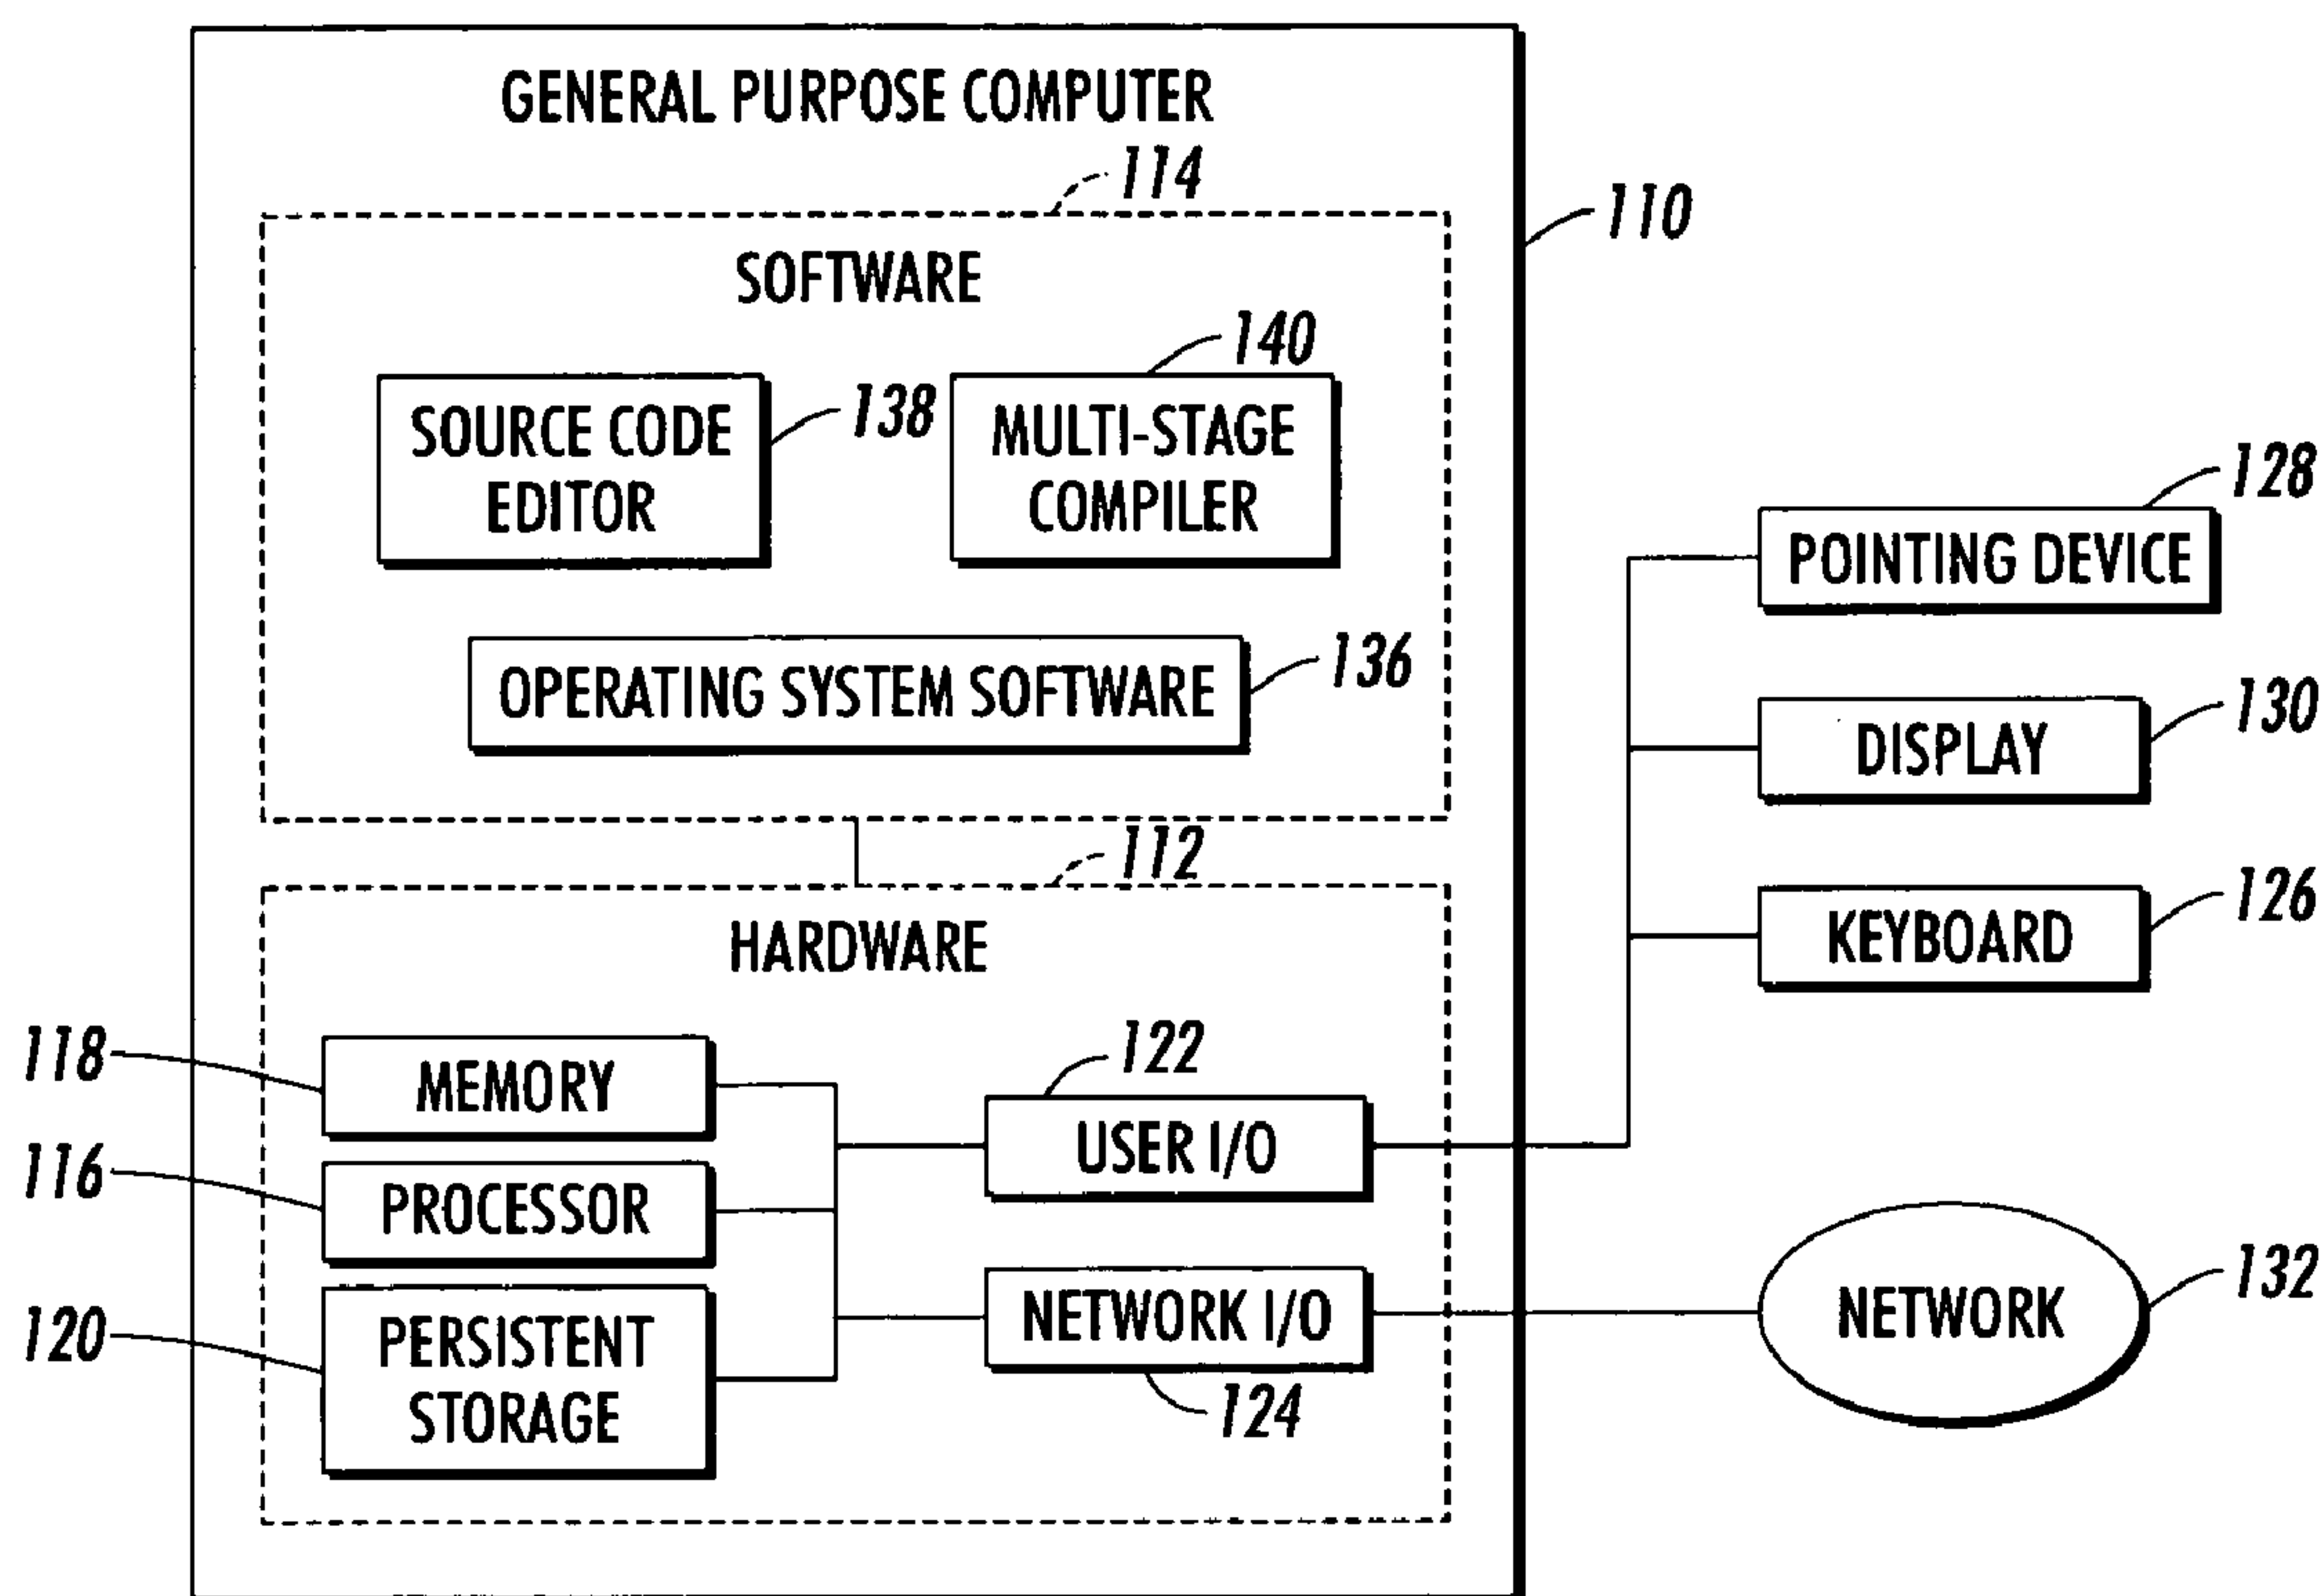 GENERAL PURPOSE COMPUTER
114
110
SOFTWARE
140
SOURCE CODE
EDITOR
138
MULTI-STAGE
COMPILER
128
POINTING DEVICE
OPERATING SYSTEM SOFTWARE
136
130
DISPLAY
112
126
KEYBOARD
HARDWARE
118
MEMORY
122
USER I/O
116
PROCESSOR
120
PERSISTENT
STORAGE
NETWORK I/O
124
NETWORK
132